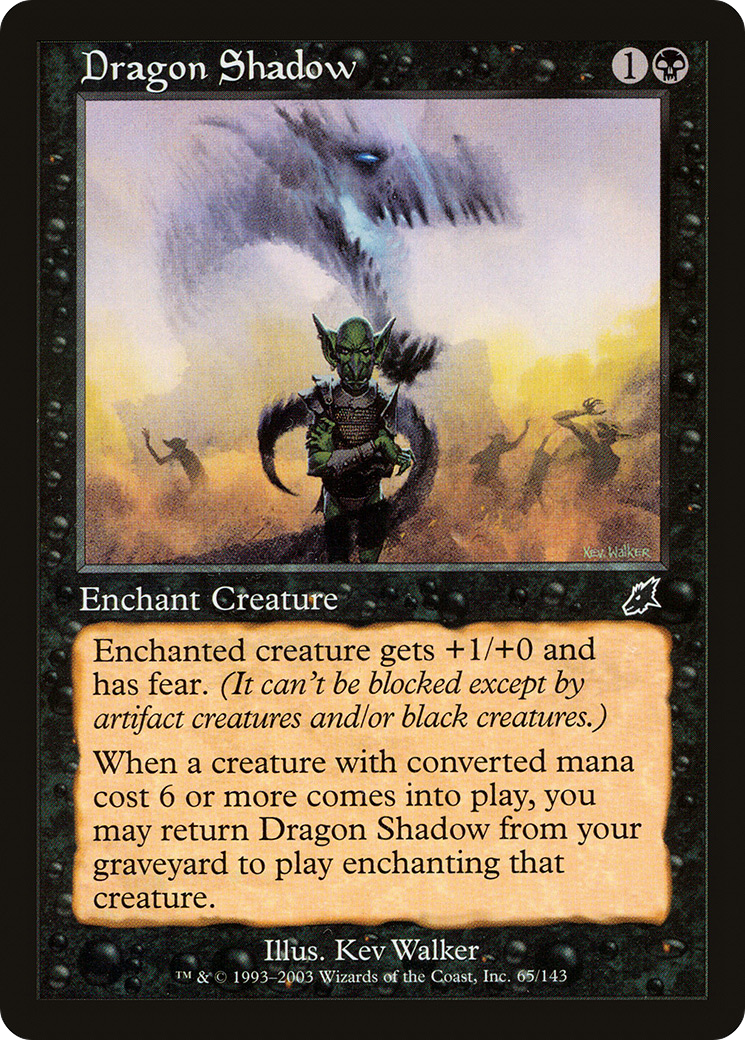 Dragon Shadow 1
Kev. Walker
Enchant Creature
Enchanted creature gets +1/+0 and
has fear. (It can't be blocked except by
artifact creatures and/or black creatures.)
When a creature with converted mana
cost 6 or more comes into play, you
may return Dragon Shadow from your
graveyard to play enchanting that
creature.
Illus. Kev Walker
™ & © 1993–2003 Wizards of the Coast, Inc. 65/143